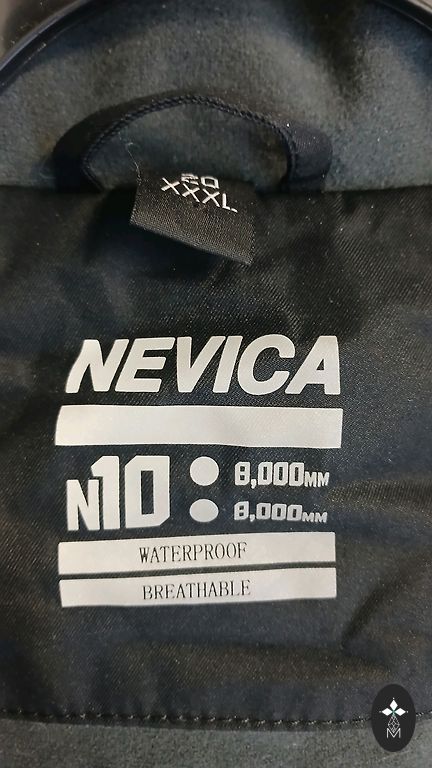 20
XXXL
NEVICA
N10 8,000MM
8,000MM
WATERPROOF
BREATHABLE
M